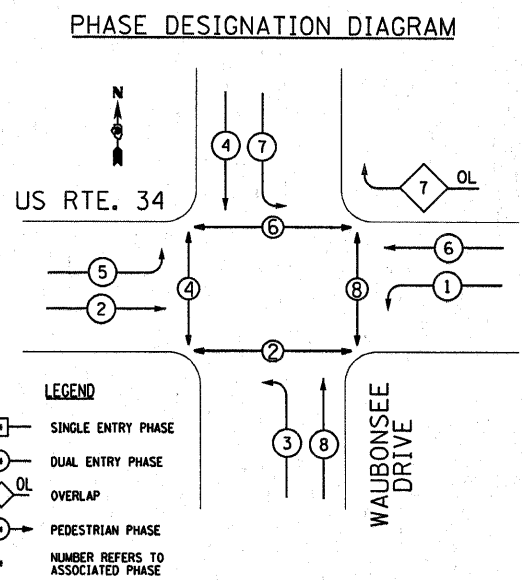 PHASE DESIGNATION DIAGRAM
N
4
7
7
OL
US RTE. 34
6
6
5
1
4
8
2
2
LEGEND
SINGLE ENTRY PHASE
DUAL ENTRY PHASE
OL
OVERLAP
PEDESTRIAN PHASE
NUMBER REFERS TO
ASSOCIATED PHASE
3
8
WAUBONSEE
DRIVE